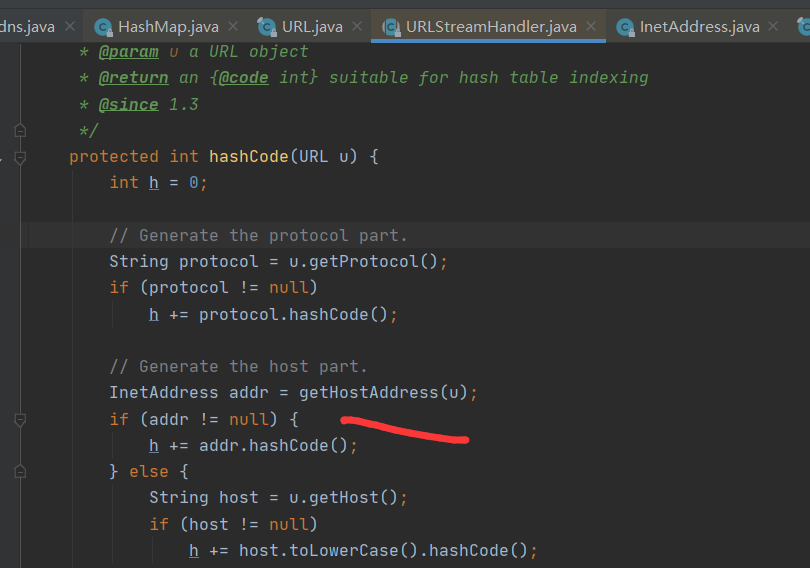 dns.java HashMap.java URL.java URLStreamHandler.java InetAddress.java
* @param u a URL object
* @return an {@code int} suitable for hash table indexing
* @since 1.3
*/
protected int hashCode(URL u) {
int h = 0;
// Generate the protocol part.
String protocol = u.getProtocol();
if (protocol != null)
h += protocol.hashCode();
// Generate the host part.
InetAddress addr = getHostAddress(u);
if (addr != null) {
h += addr.hashCode();
} else {
String host = u.getHost();
if (host != null)
h += host.toLowerCase().hashCode();